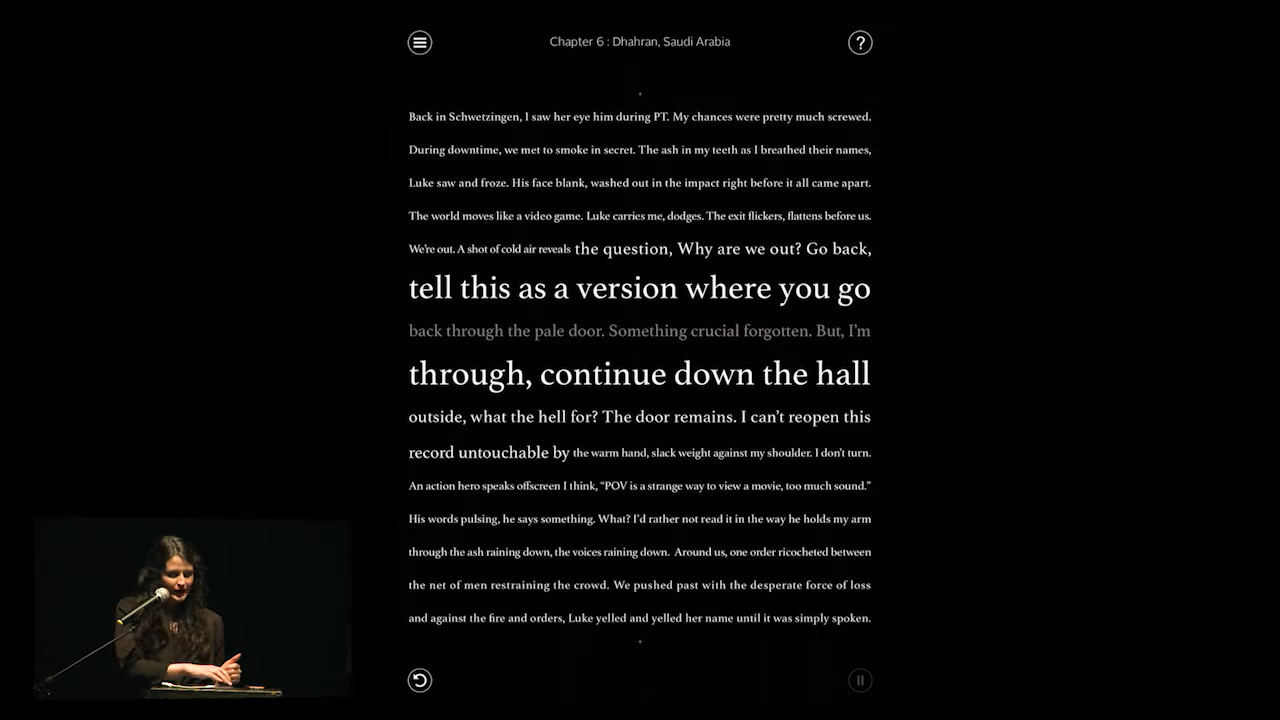 Chapter 6 : Dhahran, Saudi Arabia
?
Back in Schwetzingen, I saw her eye him during PT. My chances were pretty much screwed.
During downtime, we met to smoke in secret. The ash in my teeth as I breathed their names,
Luke saw and froze. His face blank, washed out in the impact right before it all came apart.
The world moves like a video game. Luke carries me, dodges. The exit flickers, flattens before us.
We’re out. A shot of cold air reveals the question, Why are we out? Go back,
tell this as a version where you go
back through the pale door. Something crucial forgotten. But, I’m
through, continue down the hall
outside, what the hell for? The door remains. I can’t reopen this
record untouchable by the warm hand, slack weight against my shoulder. I don’t turn.
An action hero speaks offscreen I think, “POV is a strange way to view a movie, too much sound.”
His words pulsing, he says something. What? I’d rather not read it in the way he holds my arm
through the ash raining down, the voices raining down. Around us, one order ricocheted between
the net of men restraining the crowd. We pushed past with the desperate force of loss
and against the fire and orders, Luke yelled and yelled her name until it was simply spoken.